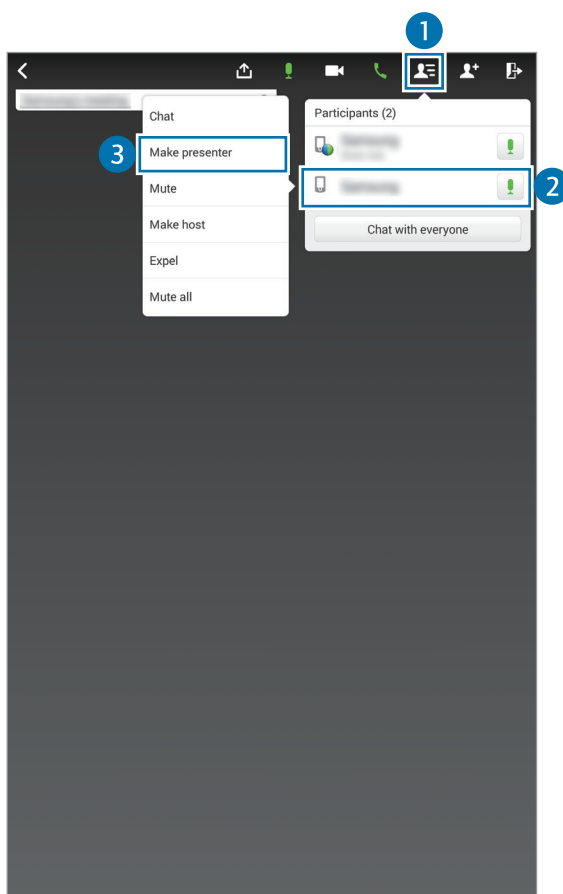 1
Participants (2)
2
Chat with everyone
Chat
3
Make presenter
Mute
Make host
Expel
Mute all